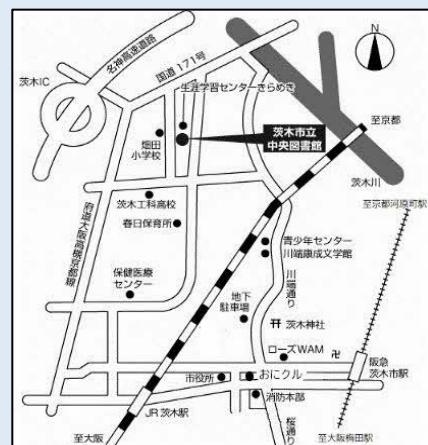 名神高速道路
国道 171号
N
茨木IC
生涯学習センターきらめき
茨木市立
中央図書館
至京都
畑田
小学校
茨木川
茨木工科高校
至京都河原町駅
春日保育所
府道大阪高槻京都線
青少年センター
川端康成文学館
保健医療
センター
川端通り
地下
駐車場
茨木神社
ローズWAM
卍
阪急
茨木市駅
市役所
おにクル
消防本部
JR 茨木駅
桜通り
至大阪
至大阪梅田駅